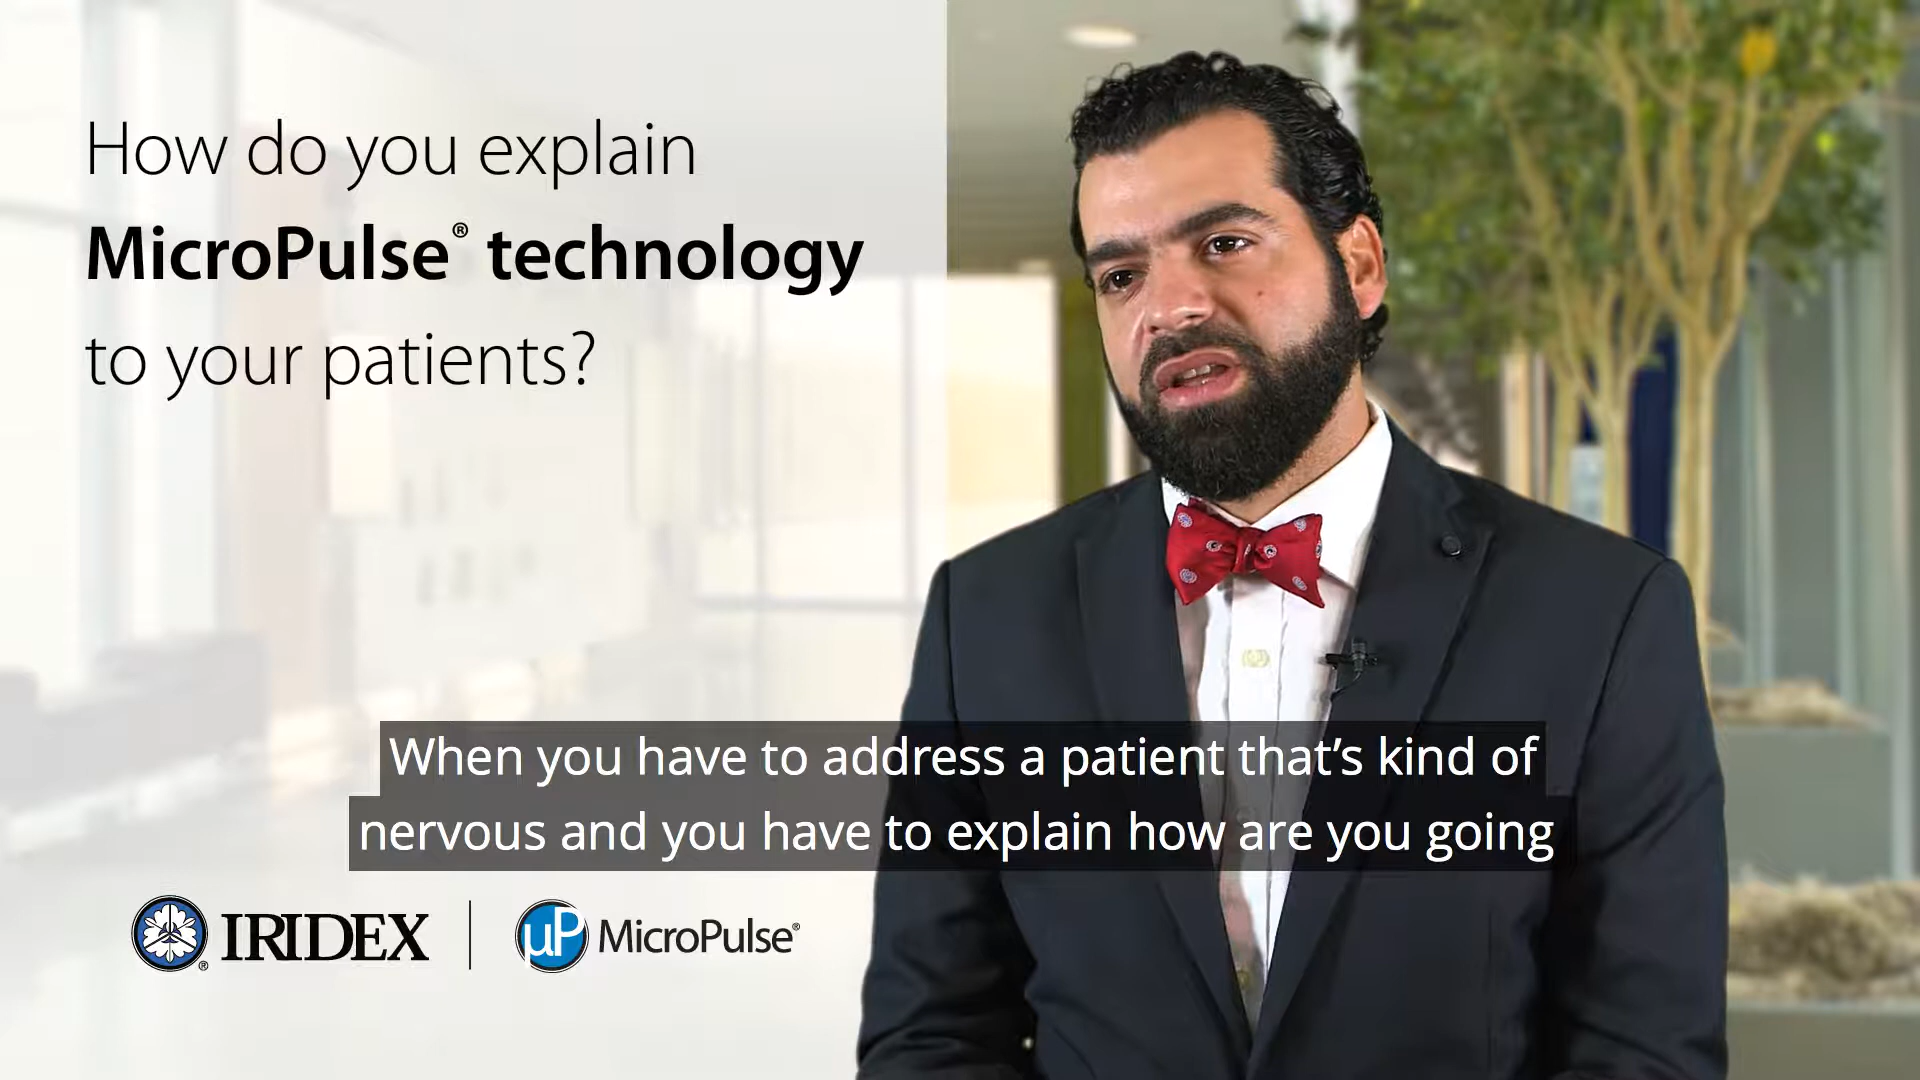 How do you explain
MicroPulse® technology
to your patients?
When you have to address a patient that’s kind of
nervous and you have to explain how are you going
IRIDEX® | µP MicroPulse®